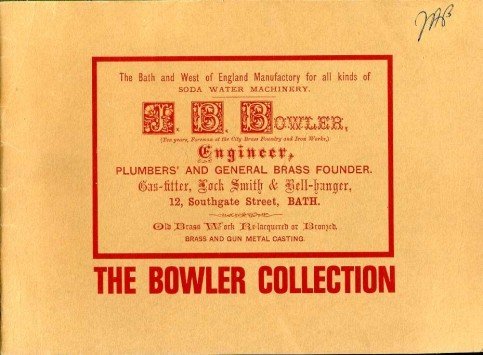 The Bath and West of England Manufactory for all kinds of
SODA WATER MACHINERY.
J. B. BOWLER,
(Ten years, Foreman at the City Brass Foundry and Iron Works,)
Engineer,
PLUMBERS' AND GENERAL BRASS FOUNDER.
Gas-fitter, Lock Smith & Bell-hanger,
12, Southgate Street, BATH.
Old Brass Work Re-lacquered or Bronzed.
BRASS AND GUN METAL CASTING.
THE BOWLER COLLECTION